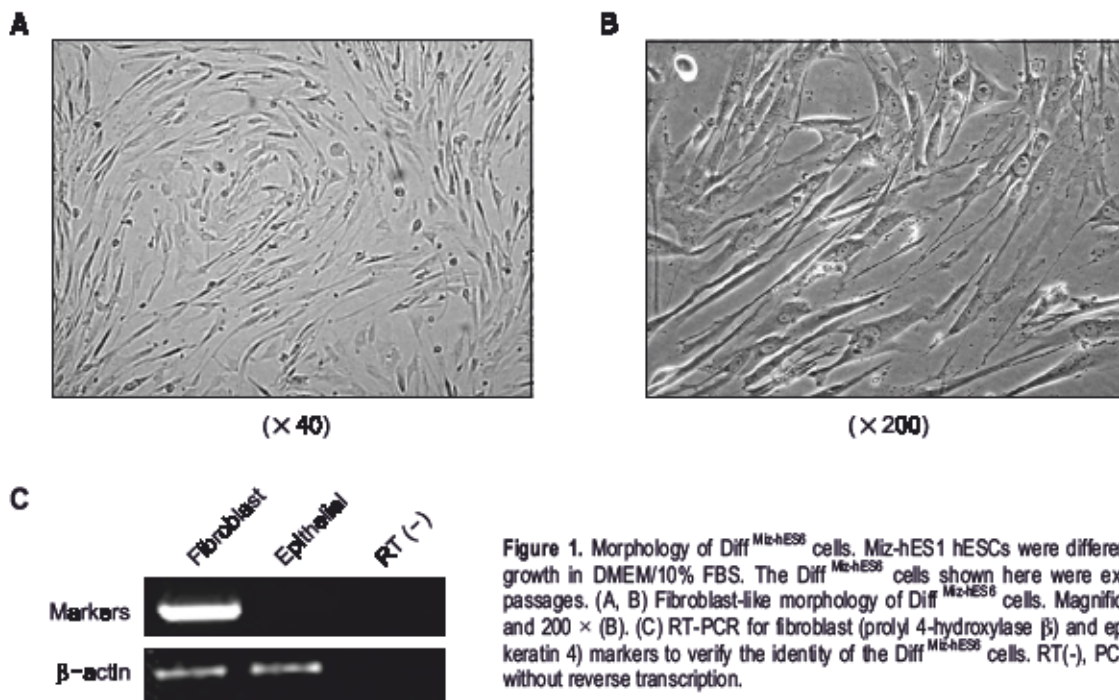 A
B
(×40)
(×200)
C
Fibroblast
Epithelial
RT (−)
Markers
β-actin
Figure 1. Morphology of Diff Miz-hES6 cells. Miz-hES1 hESCs were differe
growth in DMEM/10% FBS. The Diff Miz-hES6 cells shown here were ex
passages. (A, B) Fibroblast-like morphology of Diff Miz-hES6 cells. Magnific
and 200 × (B). (C) RT-PCR for fibroblast (prolyl 4-hydroxylase β) and ep
keratin 4) markers to verify the identity of the Diff Miz-hES6 cells. RT(-), PC
without reverse transcription.